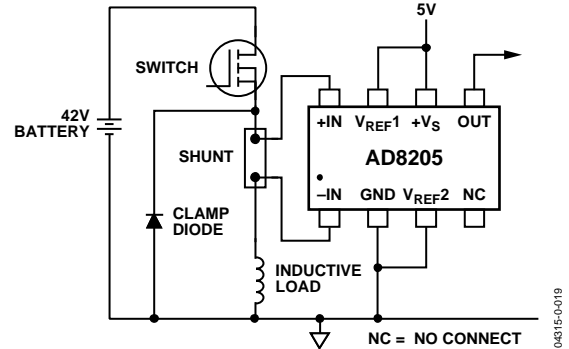 5V
SWITCH
42V
BATTERY
+IN VREF1 +VS OUT
SHUNT
AD8205
–IN GND VREF2 NC
CLAMP
DIODE
INDUCTIVE
LOAD
NC = NO CONNECT
04315-0-019